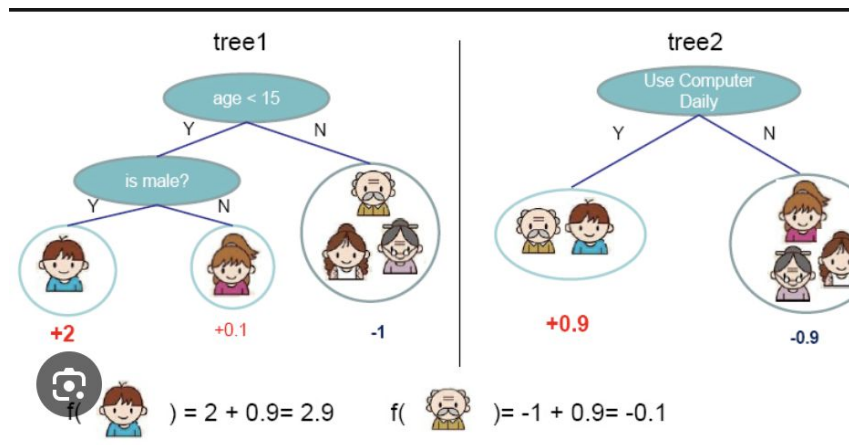 tree1
age < 15
Y
N
is male?
Y
N
+2
+0.1
-1
tree2
Use Computer
Daily
Y
N
+0.9
-0.9
f( ) = 2 + 0.9= 2.9
f( )= -1 + 0.9= -0.1